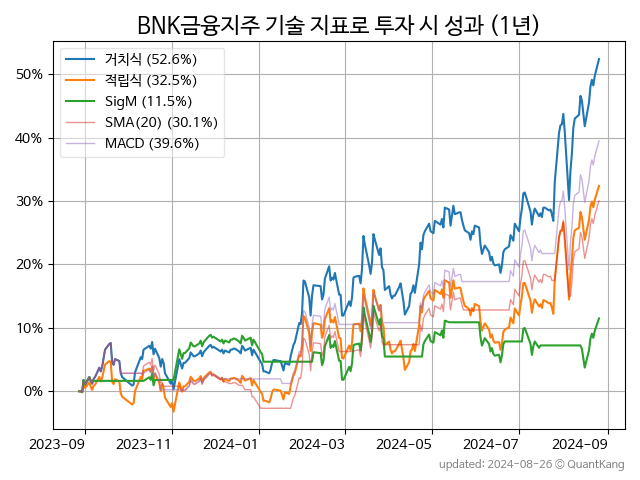 BNK금융지주 기술 지표로 투자 시 성과 (1년)
거치식 (52.6%)
적립식 (32.5%)
SigM (11.5%)
SMA(20) (30.1%)
MACD (39.6%)
50%
40%
30%
20%
10%
0%
2023-09 2023-11 2024-01 2024-03 2024-05 2024-07 2024-09
updated: 2024-08-26 © QuantKang